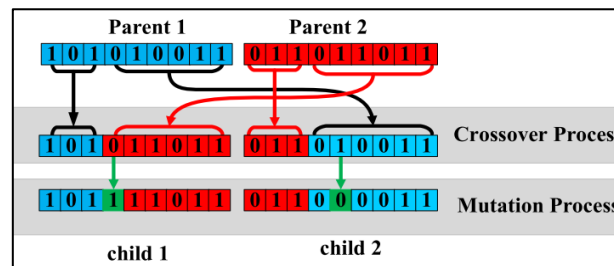 Parent 1 Parent 2
1 0 1 0 1 0 0 1 1 0 1 1 0 1 1 0 1 1
1 0 1 0 1 1 0 1 1 0 1 1 0 1 0 0 1 1 Crossover Process
1 0 1 1 1 1 0 1 1 0 1 1 0 0 0 0 1 1 Mutation Process
child 1 child 2